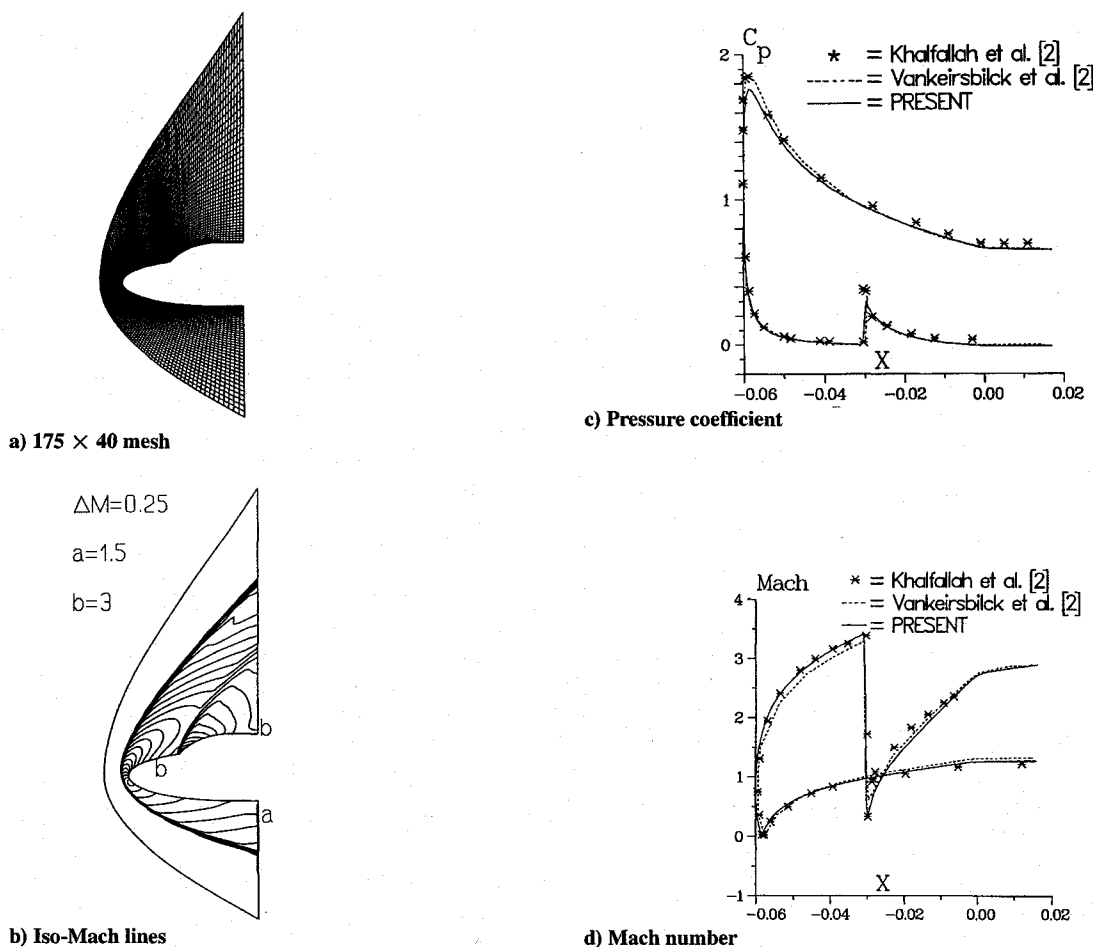 a) 175 × 40 mesh
ΔM=0.25
a=1.5
b=3
b
b
a
b) Iso-Mach lines
C p
* = Khalfallah et al. [2]
---- = Vankeirsbilck et al. [2]
— = PRESENT
2
1
0
X
-0.06 -0.04 -0.02 0.00 0.02
c) Pressure coefficient
Mach
* = Khalfallah et al. [2]
---- = Vankeirsbilck et al. [2]
— = PRESENT
4
3
2
1
0
-1
X
-0.06 -0.04 -0.02 0.00 0.02
d) Mach number